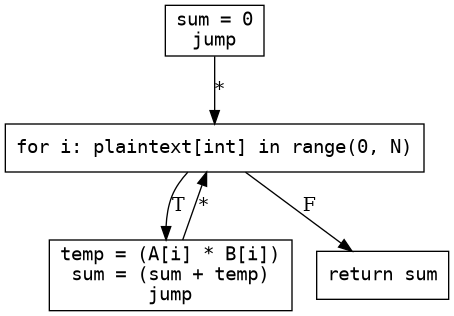 sum = 0
jump
*
for i: plaintext[int] in range(0, N)
T
*
F
temp = (A[i] * B[i])
sum = (sum + temp)
jump
return sum